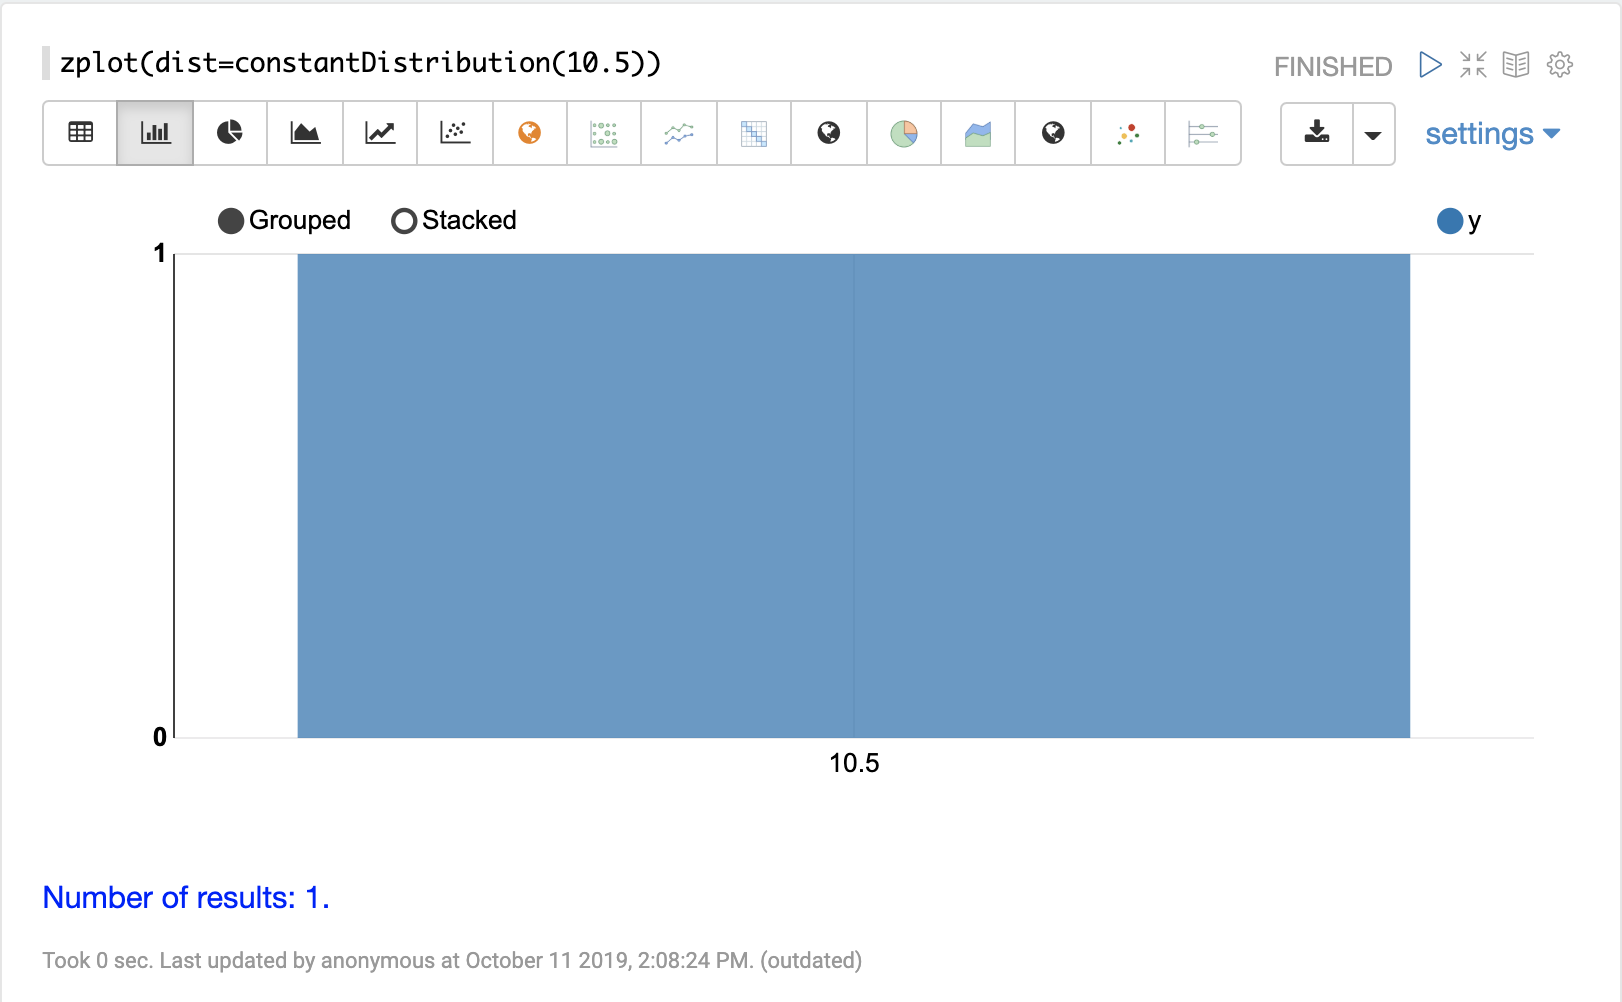 zplot(dist=constantDistribution(10.5))
FINISHED
settings
Grouped Stacked y
1
0
10.5
Number of results: 1.
Took 0 sec. Last updated by anonymous at October 11 2019, 2:08:24 PM. (outdated)